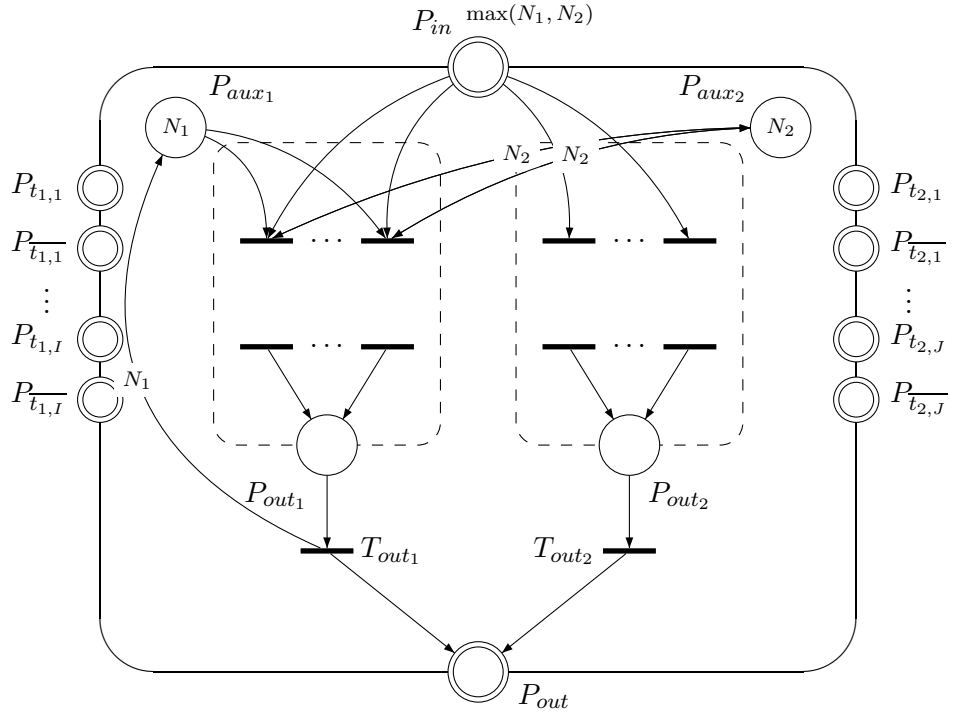 P_{in} max(N_1, N_2)
P_{aux_1}
P_{aux_2}
N_1
N_2
N_2
N_2
P_{t_{1,1}}
P_{t_{2,1}}
P_{\overline{t_{1,1}}}
P_{\overline{t_{2,1}}}
⋯
⋯
⋮
⋮
P_{t_{1,I}}
P_{t_{2,J}}
⋯
⋯
N_1
P_{\overline{t_{1,I}}}
P_{\overline{t_{2,J}}}
P_{out_1}
P_{out_2}
T_{out_1}
T_{out_2}
P_{out}